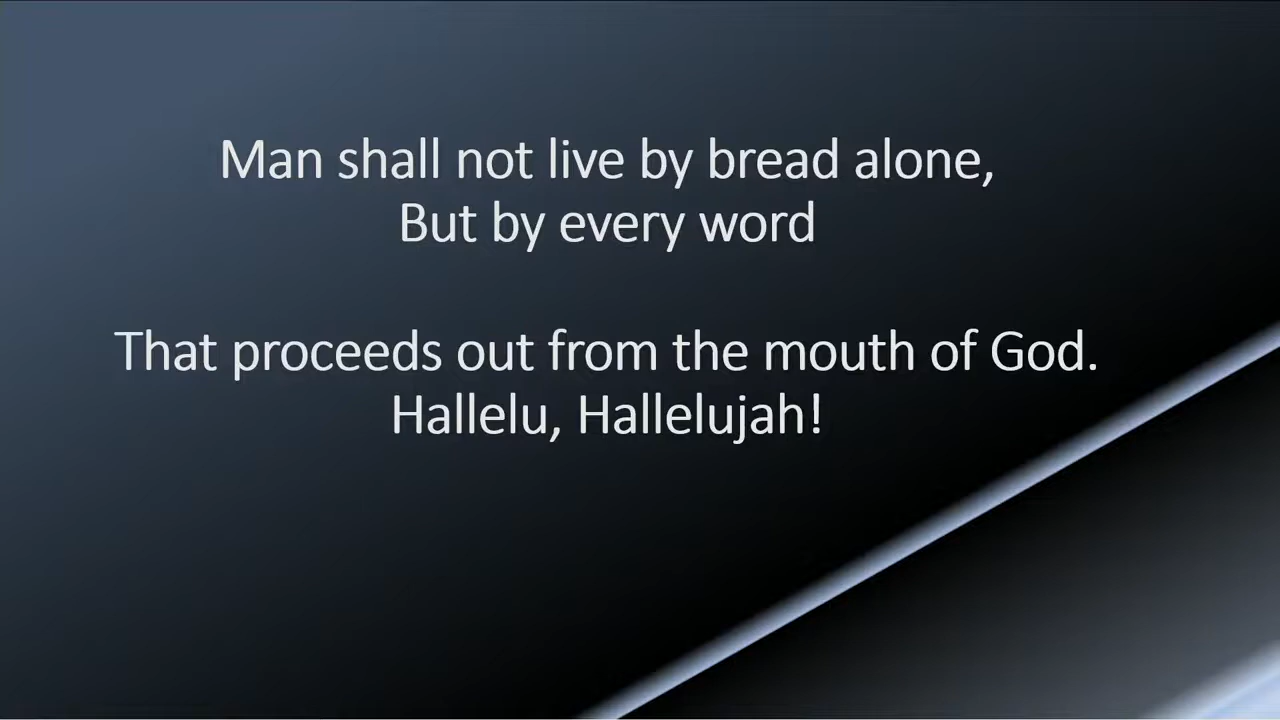 Man shall not live by bread alone,
But by every word
That proceeds out from the mouth of God.
Hallelu, Hallelujah!